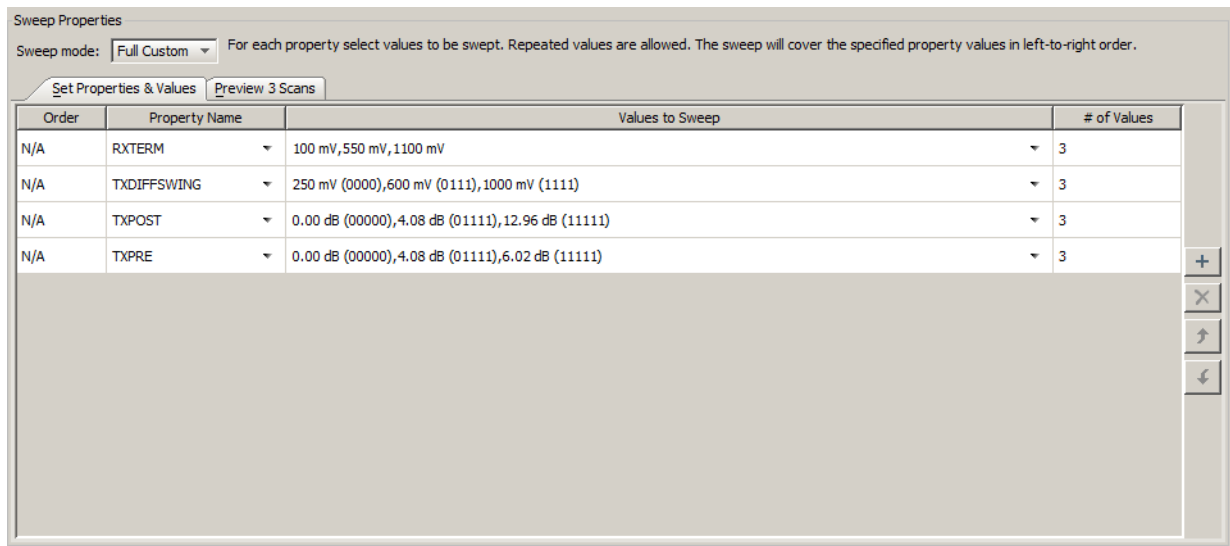 Sweep Properties
Sweep mode: Full Custom For each property select values to be swept. Repeated values are allowed. The sweep will cover the specified property values in left-to-right order.
Set Properties & Values Preview 3 Scans
Order Property Name Values to Sweep # of Values
N/A RXTERM 100 mV,550 mV,1100 mV 3
N/A TXDIFFSWING 250 mV (0000),600 mV (0111),1000 mV (1111) 3
N/A TXPOST 0.00 dB (00000),4.08 dB (01111),12.96 dB (11111) 3
N/A TXPRE 0.00 dB (00000),4.08 dB (01111),6.02 dB (11111) 3